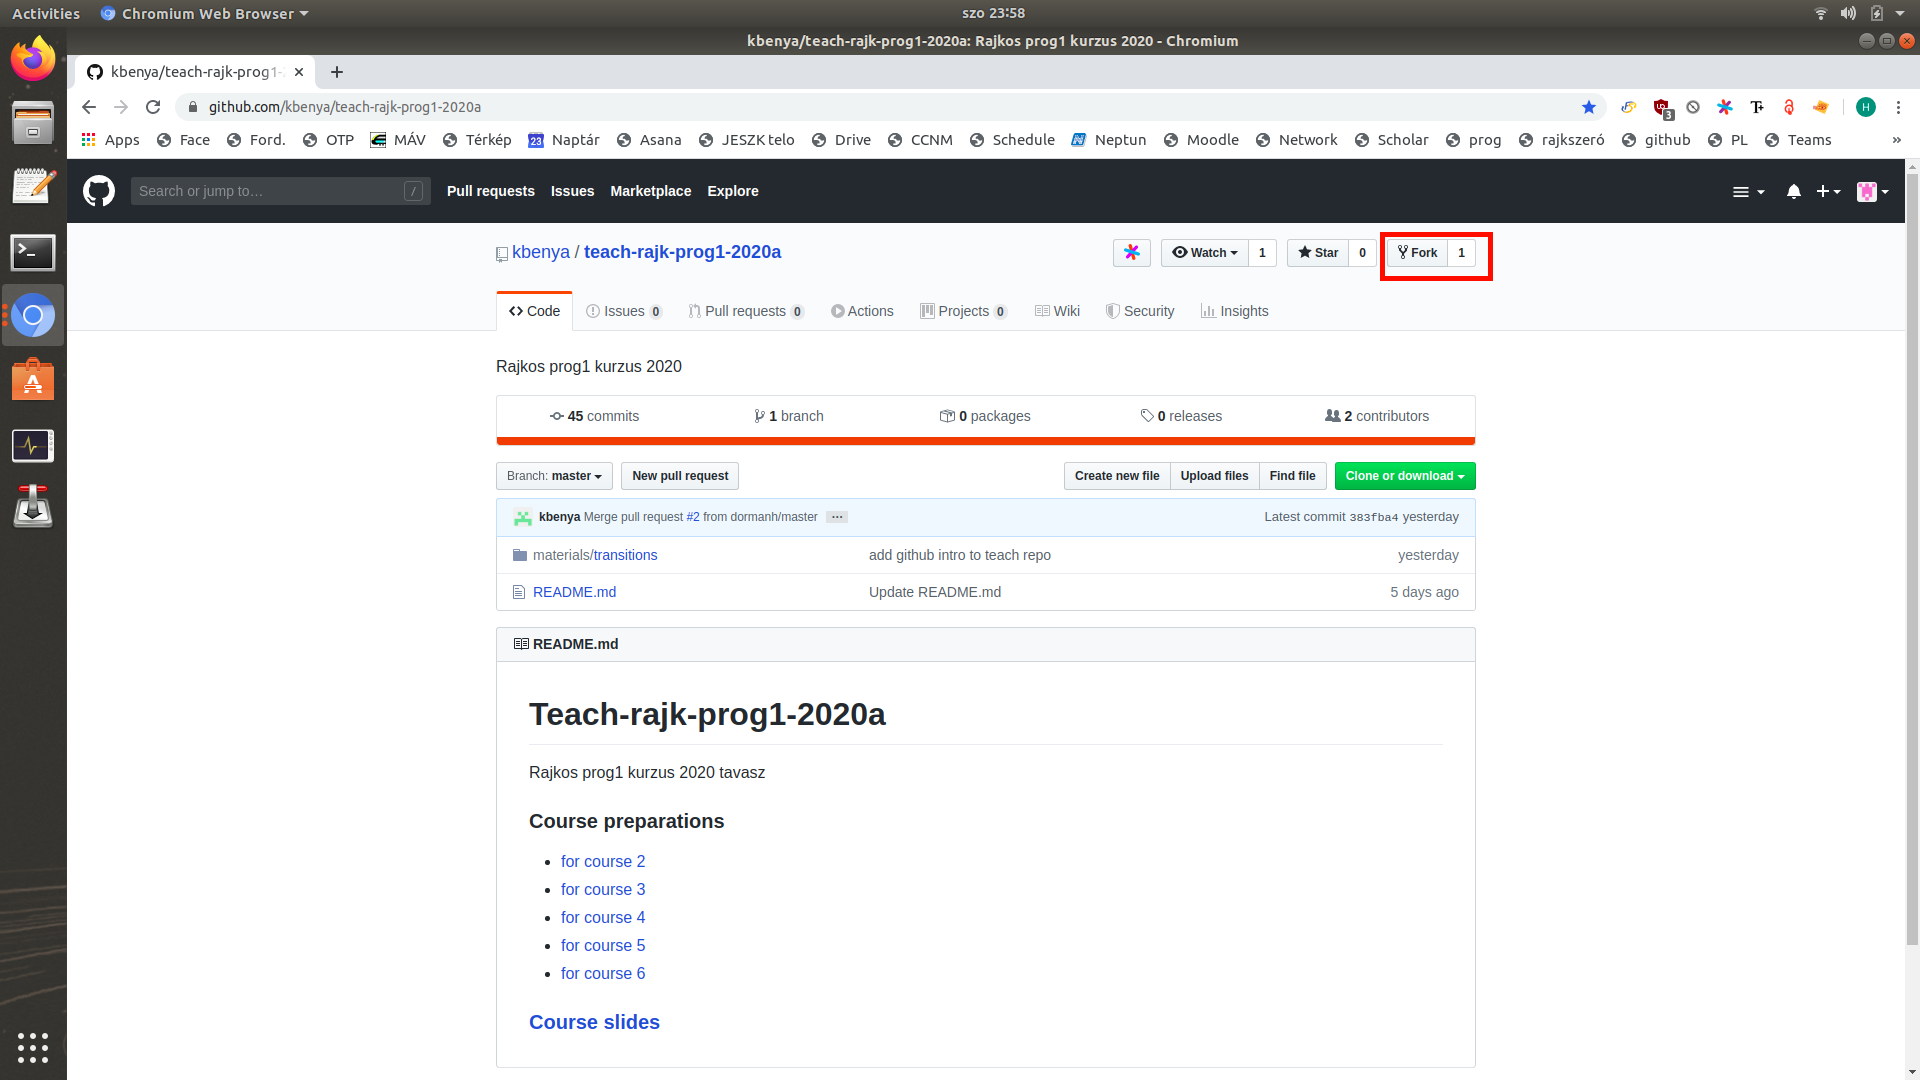 Activities Chromium Web Browser szo 23:58
kbenya/teach-rajk-prog1-2020a: Rajkos prog1 kurzus 2020 - Chromium
kbenya/teach-rajk-prog1-2
github.com/kbenya/teach-rajk-prog1-2020a 3 H
Apps Face Ford. OTP MÁV Térkép 23 Naptár Asana JESZK telo Drive CCNM Schedule Neptun Moodle Network Scholar prog rajkszeró github PL Teams »
Search or jump to… / Pull requests Issues Marketplace Explore
kbenya / teach-rajk-prog1-2020a Watch 1 Star 0 Fork 1
Code Issues 0 Pull requests 0 Actions Projects 0 Wiki Security Insights
Rajkos prog1 kurzus 2020
45 commits 1 branch 0 packages 0 releases 2 contributors
Branch: master New pull request Create new file Upload files Find file Clone or download
kbenya Merge pull request #2 from dormanh/master … Latest commit 383fba4 yesterday
materials/transitions add github intro to teach repo yesterday
README.md Update README.md 5 days ago
README.md
Teach-rajk-prog1-2020a
Rajkos prog1 kurzus 2020 tavasz
Course preparations
• for course 2
• for course 3
• for course 4
• for course 5
• for course 6
Course slides